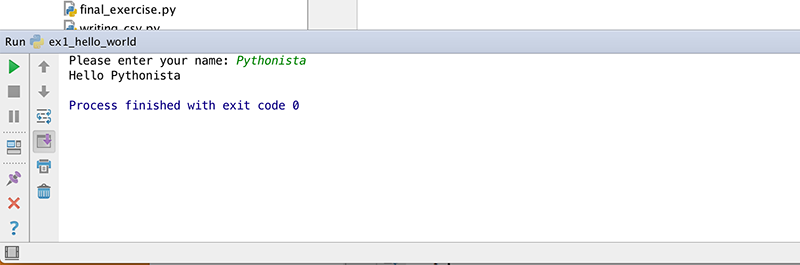 final_exercise.py
writing_csv.py
Run ex1_hello_world
Please enter your name: Pythonista
Hello Pythonista
Process finished with exit code 0
?